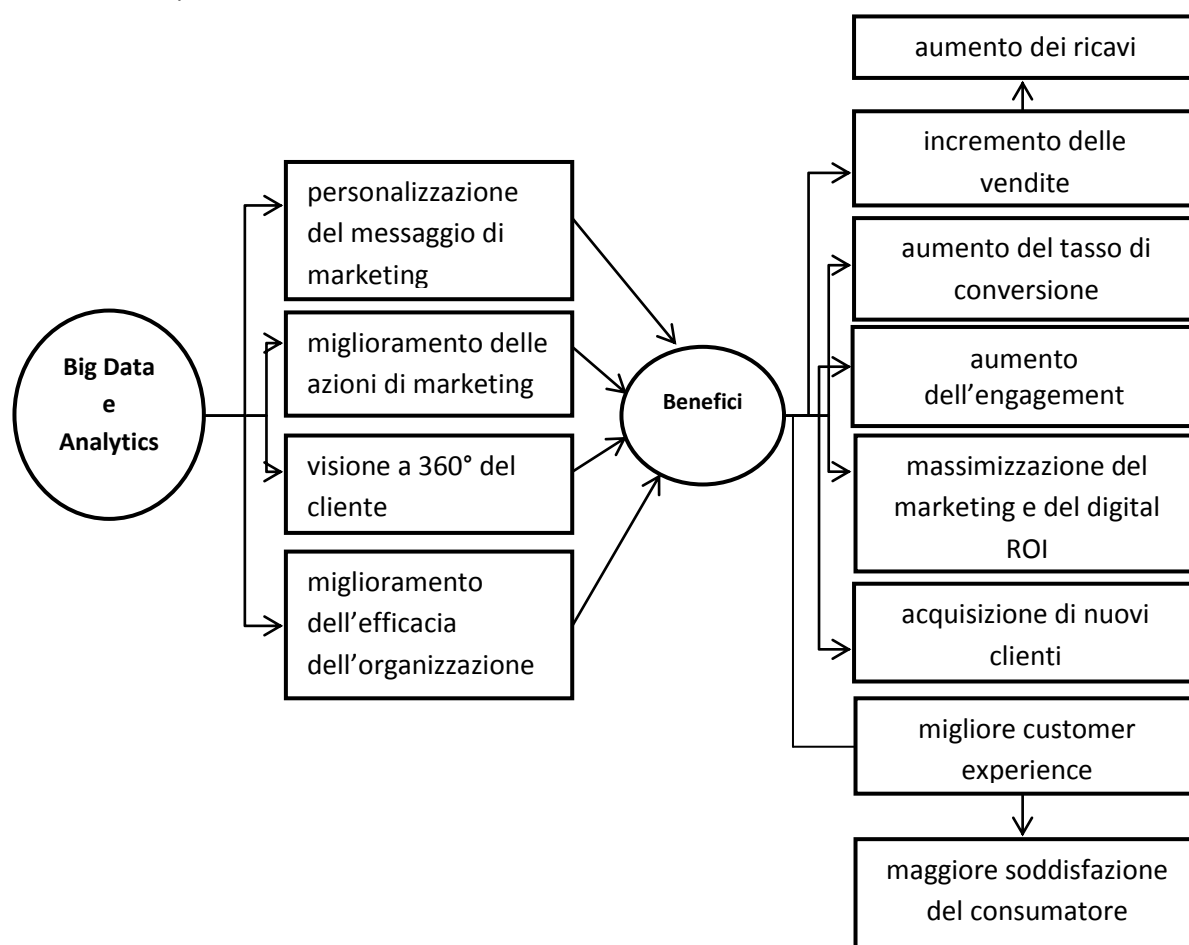 Big Data
e
Analytics
personalizzazione
del messaggio di
marketing
miglioramento delle
azioni di marketing
visione a 360° del
cliente
miglioramento
dell’efficacia
dell’organizzazione
Benefici
aumento dei ricavi
incremento delle
vendite
aumento del tasso di
conversione
aumento
dell’engagement
massimizzazione del
marketing e del digital
ROI
acquisizione di nuovi
clienti
migliore customer
experience
maggiore soddisfazione
del consumatore